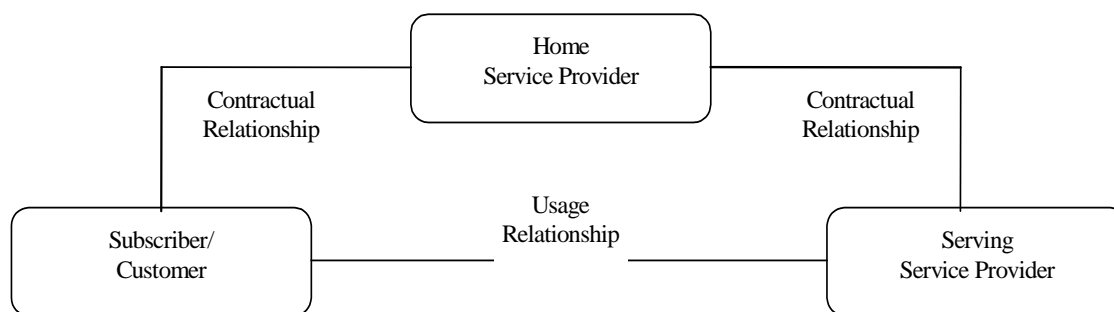 Home
Service Provider
Contractual
Relationship
Contractual
Relationship
Usage
Relationship
Subscriber/
Customer
Serving
Service Provider